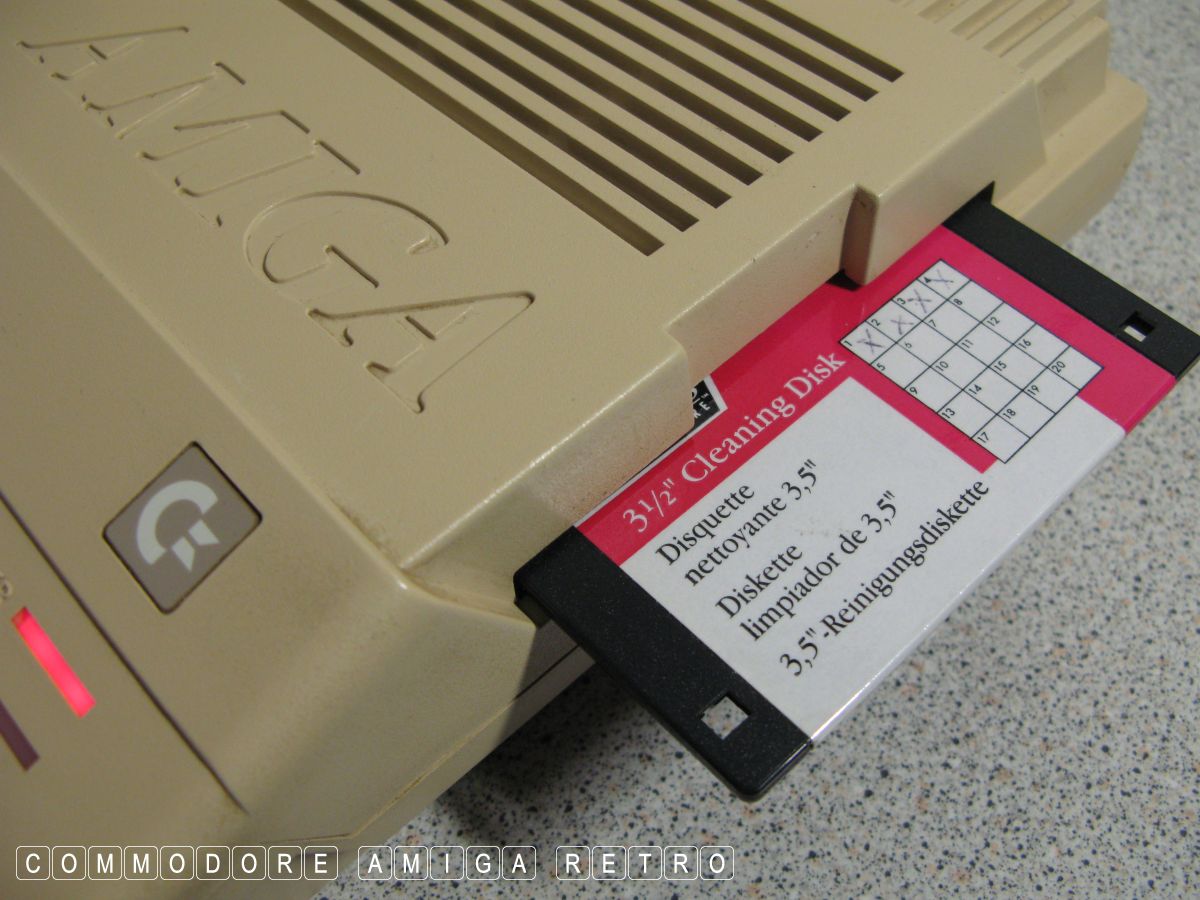 AMIGA
3½" Cleaning Disk
Disquette
nettoyante 3,5"
Diskette
limpiador de 3,5"
3,5"-Reinigungsdiskette
1 X 2 X 3 X 4 X
5 6 7 8
9 10 11 12
13 14 15 16
17 18 19 20
COMMODORE AMIGA RETRO